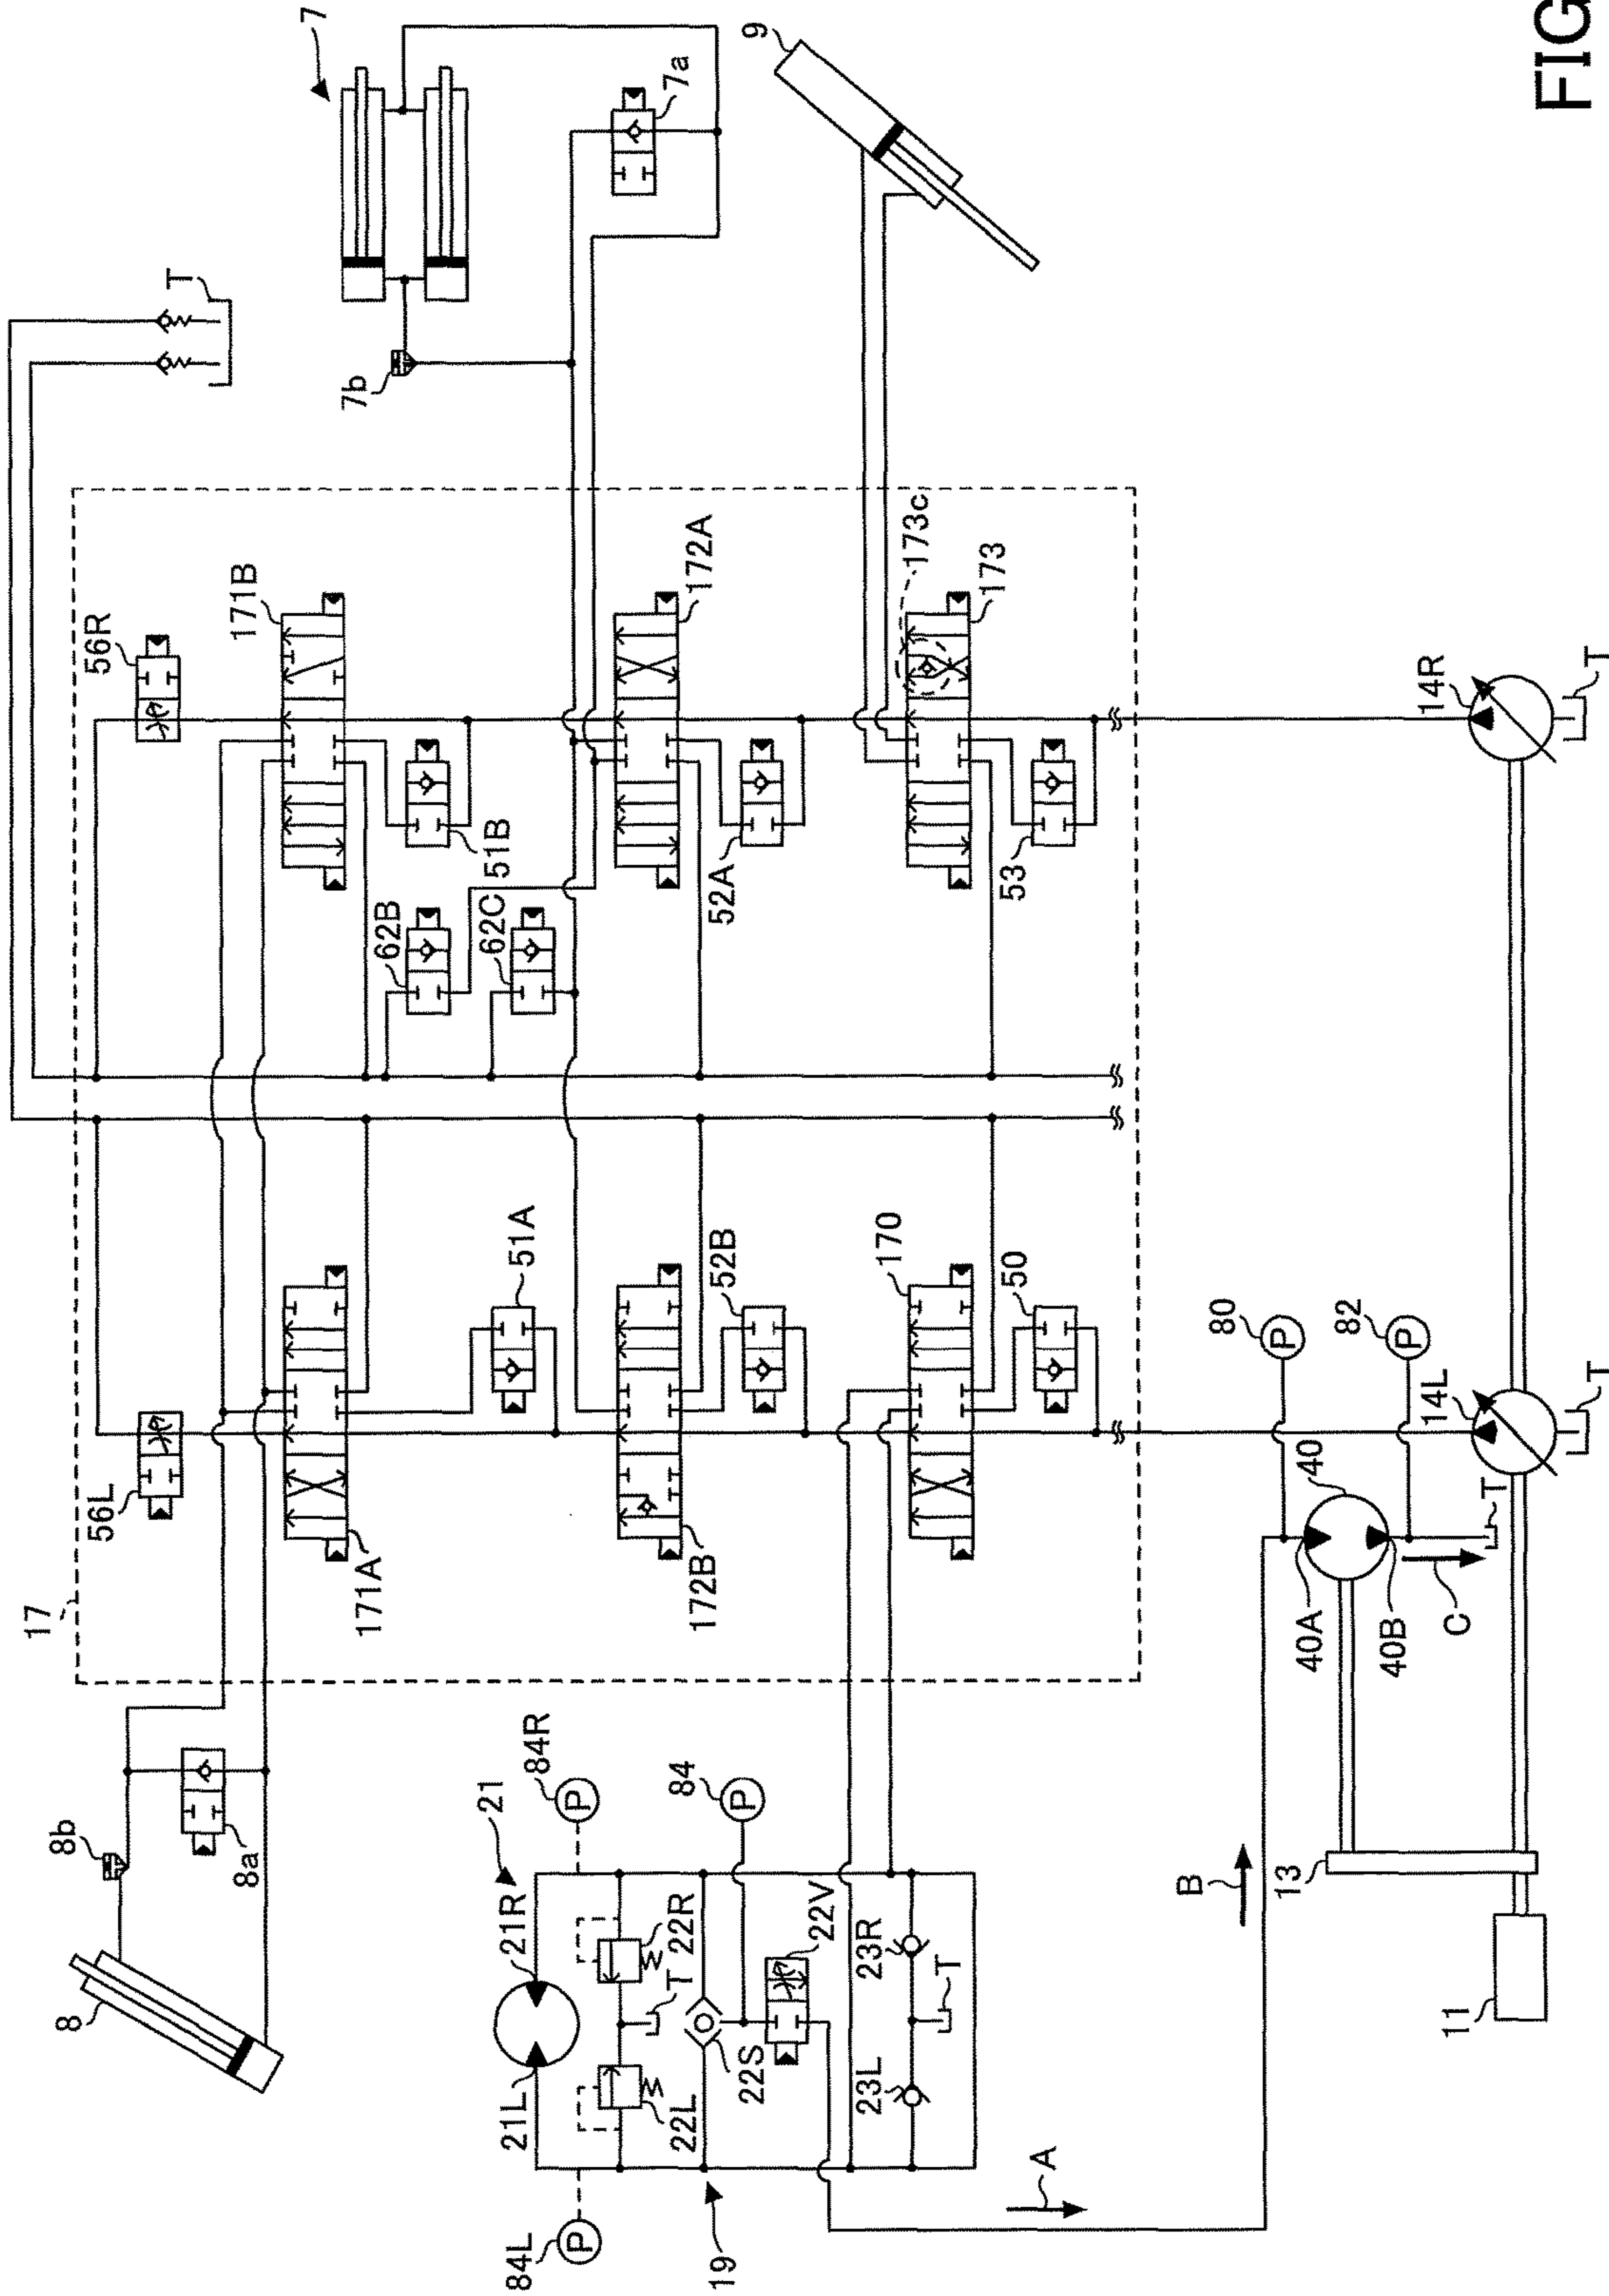 FIG
7
7a
7b
9
T
17
56R
171B
51B
62B
62C
172A
52A
173c
173
53
14R
T
56L
171A
51A
172B
52B
170
50
80
82
14L
T
40
40A
40B
C
T
8
8b
8a
84R
21
21R
21L
84
22R
22L
T
22S
22V
23R
23L
T
84L
19
A
B
13
11
P
P
P
P
P